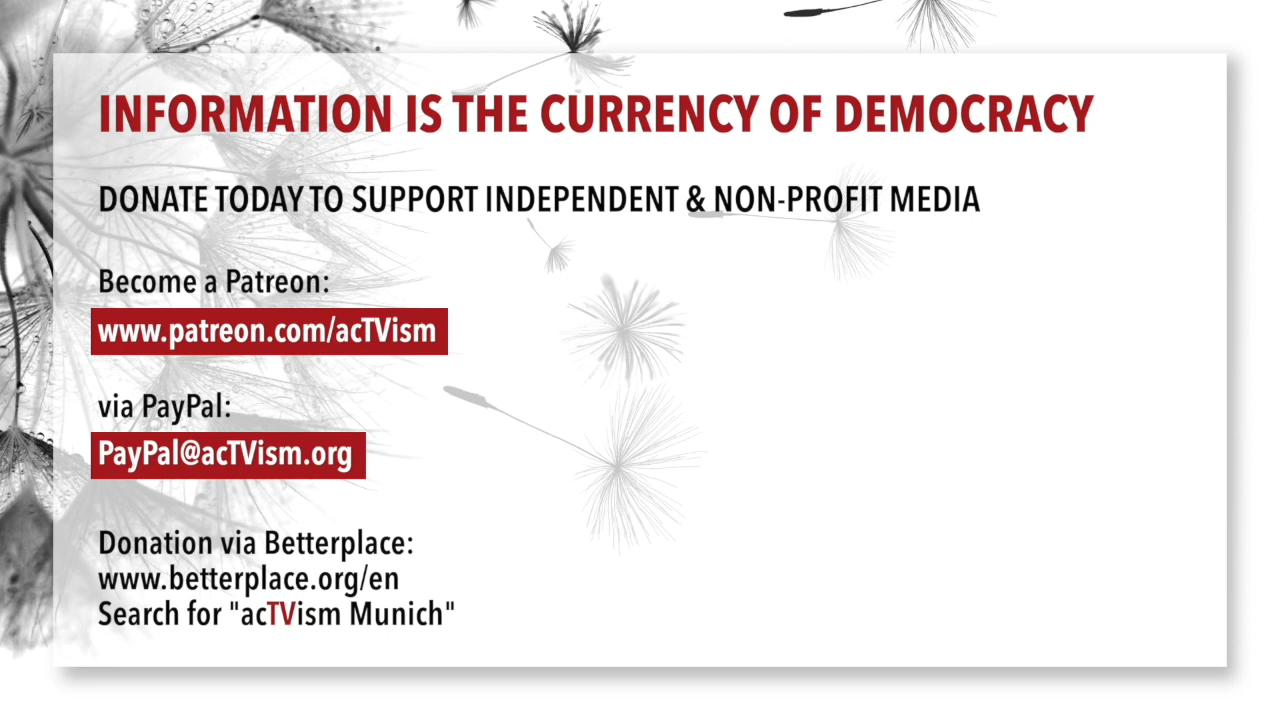 INFORMATION IS THE CURRENCY OF DEMOCRACY
DONATE TODAY TO SUPPORT INDEPENDENT & NON-PROFIT MEDIA
Become a Patreon:
www.patreon.com/acTVism
via PayPal:
PayPal@acTVism.org
Donation via Betterplace:
www.betterplace.org/en
Search for "acTVism Munich"